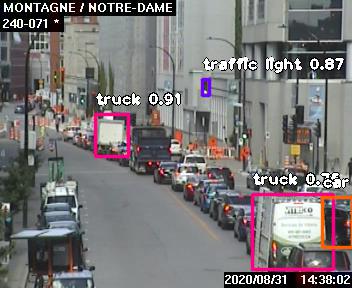 MONTAGNE / NOTRE-DAME
240-071 *
traffic light 0.87
truck 0.91
truck 0.76
car
2020/08/31 14:38:02